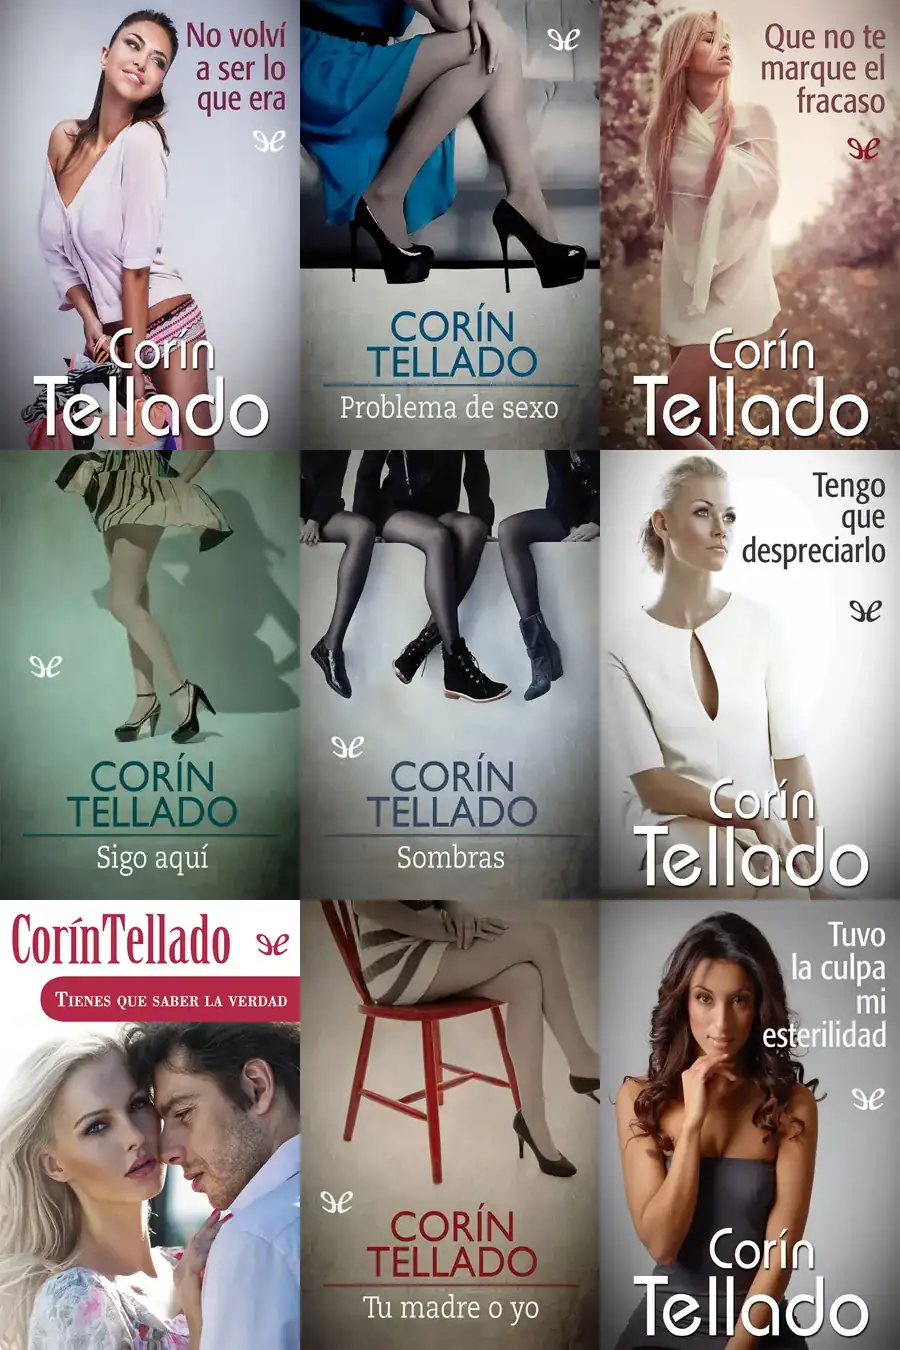 No volví
a ser lo
que era
Corín
Tellado
CORÍN
TELLADO
Problema de sexo
Que no te
marque el
fracaso
Corín
Tellado
CORÍN
TELLADO
Sigo aquí
CORÍN
TELLADO
Sombras
Tengo
que
despreciarlo
Corín
Tellado
CorínTellado
TIENES QUE SABER LA VERDAD
CORÍN
TELLADO
Tu madre o yo
Tuvo
la culpa
mi
esterilidad
Corín
Tellado